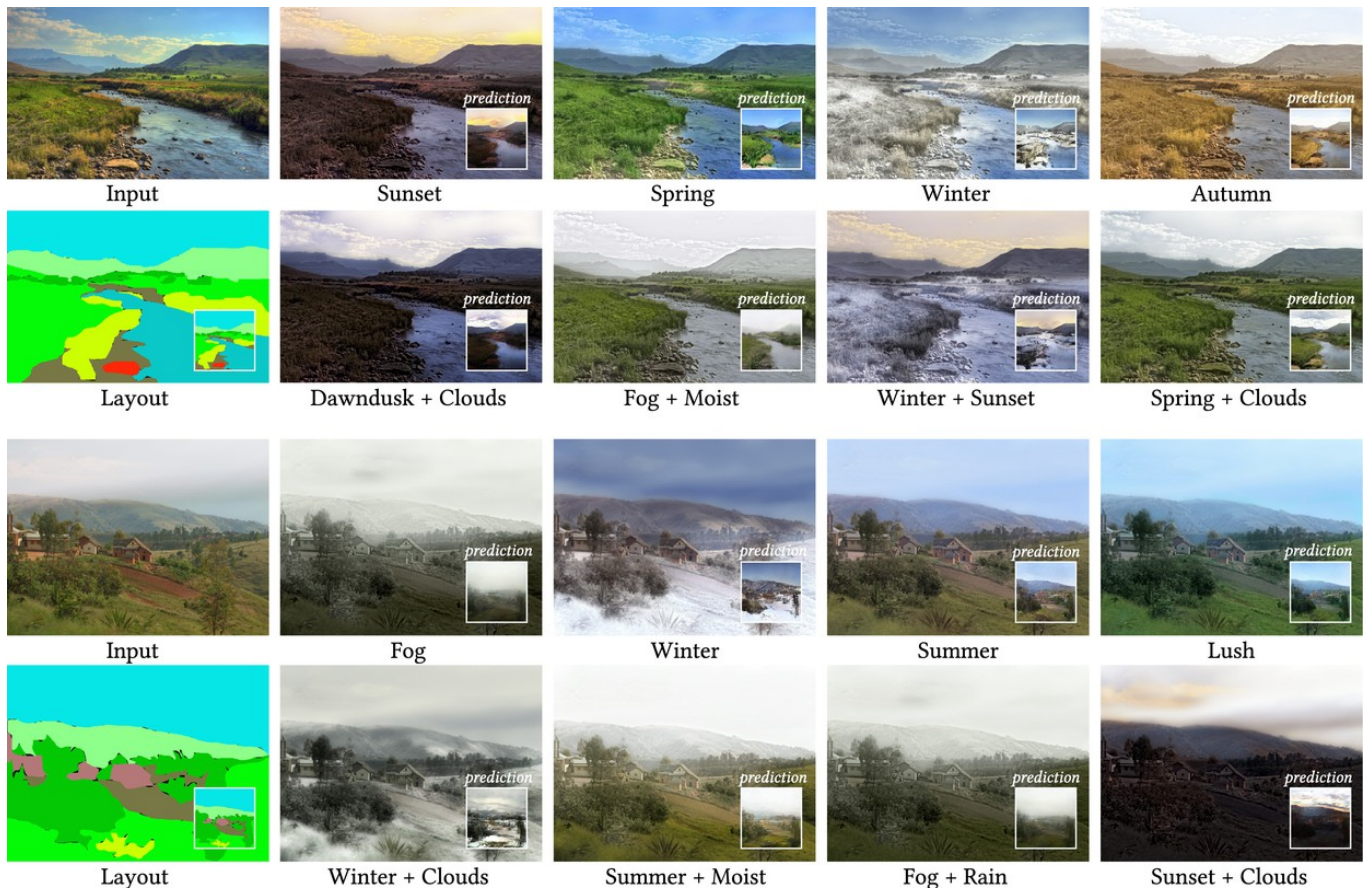 prediction prediction prediction prediction
Input Sunset Spring Winter Autumn
prediction prediction prediction prediction
Layout Dawndusk + Clouds Fog + Moist Winter + Sunset Spring + Clouds
prediction prediction prediction prediction
Input Fog Winter Summer Lush
prediction prediction prediction prediction
Layout Winter + Clouds Summer + Moist Fog + Rain Sunset + Clouds